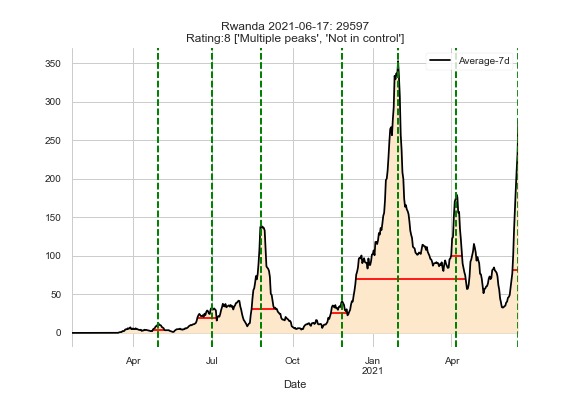 Rwanda 2021-06-17: 29597
Rating:8 ['Multiple peaks', 'Not in control']
Average-7d
350
300
250
200
150
100
50
0
Apr
Jul
Oct
Jan
2021
Apr
Date